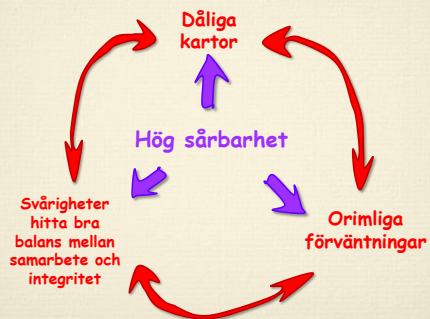 Dåliga
kartor
Hög sårbarhet
Svårigheter
hitta bra
balans mellan
samarbete och
integritet
Orimliga
förväntningar